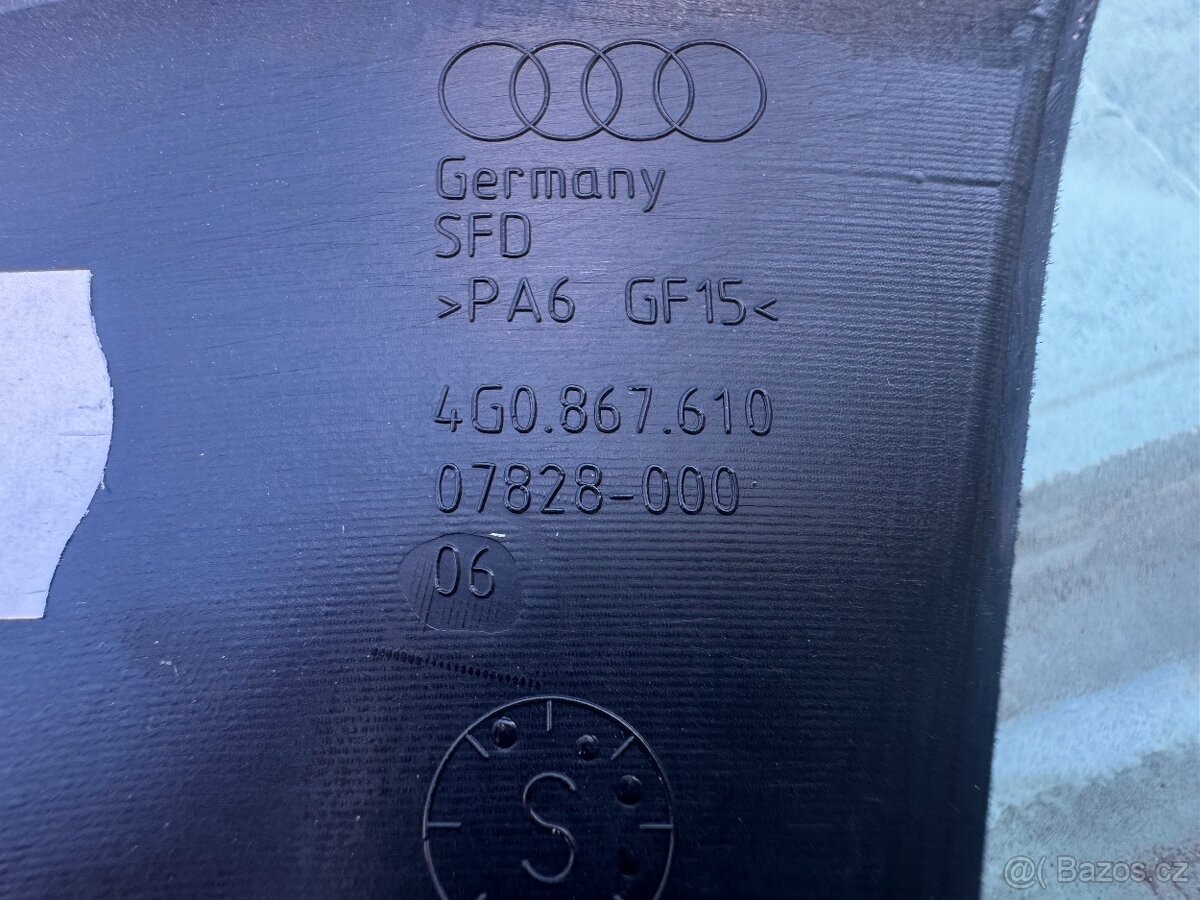 Germany
SFD
>PA6 GF15<
4G0.867.610
07828-000
06
S
@( Bazos.cz